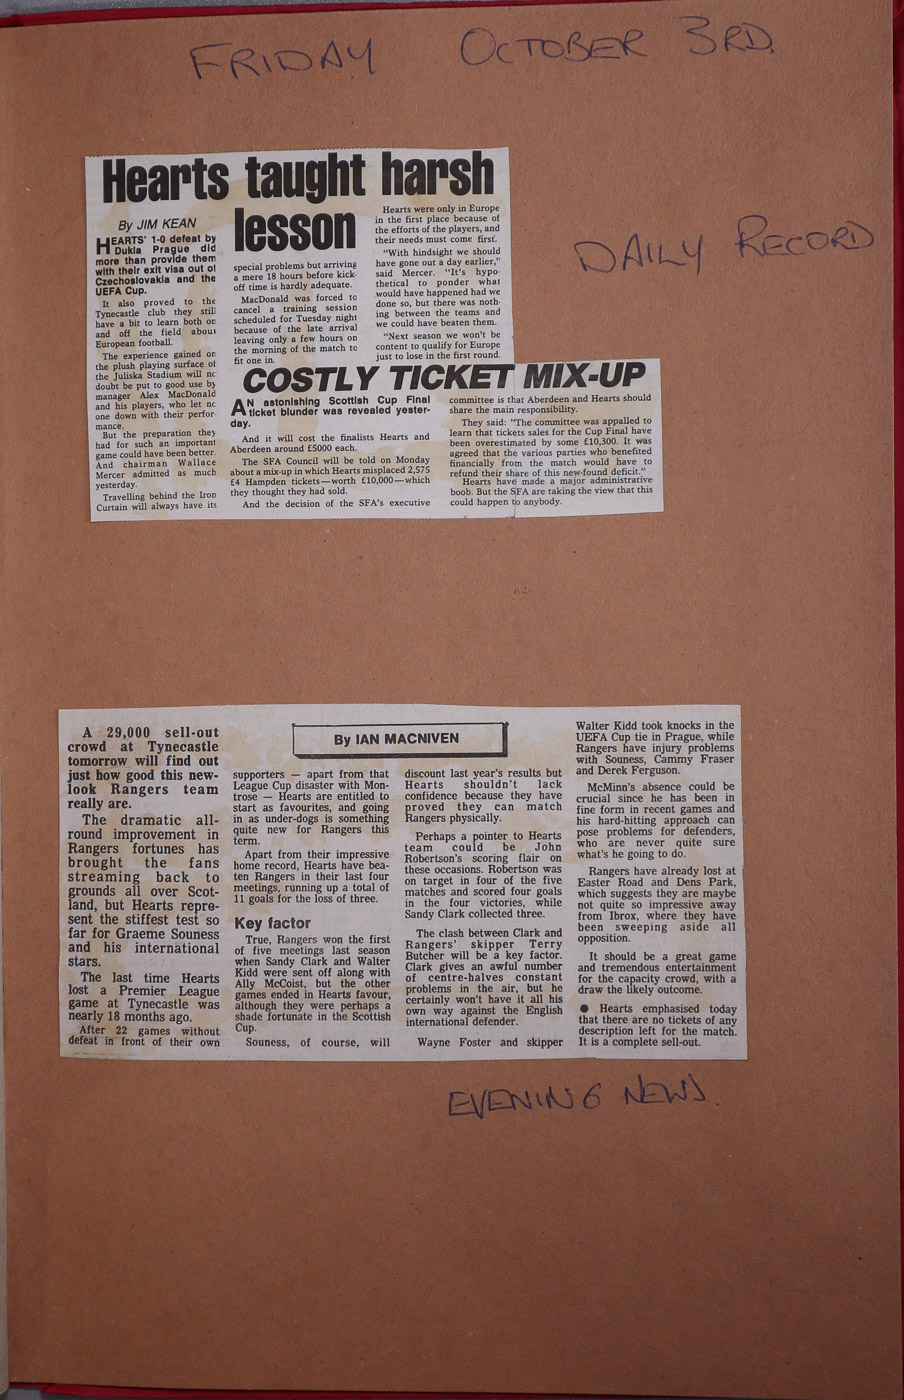 FRIDAY OCTOBER 3RD.
DAILY RECORD
Hearts taught harsh
lesson
By JIM KEAN
HEARTS' 1-0 defeat by
Dukla Prague did
more than provide them
with their exit visa out of
Czechoslovakia and the
UEFA Cup.
It also proved to the
Tynecastle club they still
have a bit to learn both on
and off the field about
European football.
The experience gained on
the plush playing surface of
the Juliska Stadium will no
doubt be put to good use by
manager Alex MacDonald
and his players, who let no
one down with their perfor-
mance.
But the preparation they
had for such an important
game could have been better.
And chairman Wallace
Mercer admitted as much
yesterday.
Travelling behind the Iron
Curtain will always have its
special problems but arriving
a mere 18 hours before kick-
off time is hardly adequate.
MacDonald was forced to
cancel a training session
scheduled for Tuesday night
because of the late arrival
leaving only a few hours on
the morning of the match to
fit one in.
Hearts were only in Europe
in the first place because of
the efforts of the players, and
their needs must come first.
"With hindsight we should
have gone out a day earlier,"
said Mercer. "It's hypo-
thetical to ponder what
would have happened had we
done so, but there was noth-
ing between the teams and
we could have beaten them.
"Next season we won't be
content to qualify for Europe
just to lose in the first round.
COSTLY TICKET MIX-UP
AN astonishing Scottish Cup Final
ticket blunder was revealed yester-
day.
And it will cost the finalists Hearts and
Aberdeen around £5000 each.
The SFA Council will be told on Monday
about a mix-up in which Hearts misplaced 2,575
£4 Hampden tickets—worth £10,000—which
they thought they had sold.
And the decision of the SFA's executive
committee is that Aberdeen and Hearts should
share the main responsibility.
They said: "The committee was appalled to
learn that tickets sales for the Cup Final have
been overestimated by some £10,300. It was
agreed that the various parties who benefited
financially from the match would have to
refund their share of this new-found deficit."
Hearts have made a major administrative
boob. But the SFA are taking the view that this
could happen to anybody.
A 29,000 sell-out
crowd at Tynecastle
tomorrow will find out
just how good this new-
look Rangers team
really are.
The dramatic all-
round improvement in
Rangers fortunes has
brought the fans
streaming back to
grounds all over Scot-
land, but Hearts repre-
sent the stiffest test so
far for Graeme Souness
and his international
stars.
The last time Hearts
lost a Premier League
game at Tynecastle was
nearly 18 months ago.
After 22 games without
defeat in front of their own
By IAN MACNIVEN
supporters — apart from that
League Cup disaster with Mon-
trose — Hearts are entitled to
start as favourites, and going
in as under-dogs is something
quite new for Rangers this
term.
Apart from their impressive
home record, Hearts have bea-
ten Rangers in their last four
meetings, running up a total of
11 goals for the loss of three.
Key factor
True, Rangers won the first
of five meetings last season
when Sandy Clark and Walter
Kidd were sent off along with
Ally McCoist, but the other
games ended in Hearts favour,
although they were perhaps a
shade fortunate in the Scottish
Cup.
Souness, of course, will
discount last year's results but
Hearts shouldn't lack
confidence because they have
proved they can match
Rangers physically.
Perhaps a pointer to Hearts
team could be John
Robertson's scoring flair on
these occasions. Robertson was
on target in four of the five
matches and scored four goals
in the four victories, while
Sandy Clark collected three.
The clash between Clark and
Rangers' skipper Terry
Butcher will be a key factor.
Clark gives an awful number
of centre-halves constant
problems in the air, but he
certainly won't have it all his
own way against the English
international defender.
Wayne Foster and skipper
Walter Kidd took knocks in the
UEFA Cup tie in Prague, while
Rangers have injury problems
with Souness, Cammy Fraser
and Derek Ferguson.
McMinn's absence could be
crucial since he has been in
fine form in recent games and
his hard-hitting approach can
pose problems for defenders,
who are never quite sure
what's he going to do.
Rangers have already lost at
Easter Road and Dens Park,
which suggests they are maybe
not quite so impressive away
from Ibrox, where they have
been sweeping aside all
opposition.
It should be a great game
and tremendous entertainment
for the capacity crowd, with a
draw the likely outcome.
● Hearts emphasised today
that there are no tickets of any
description left for the match.
It is a complete sell-out.
EVENING NEWS.